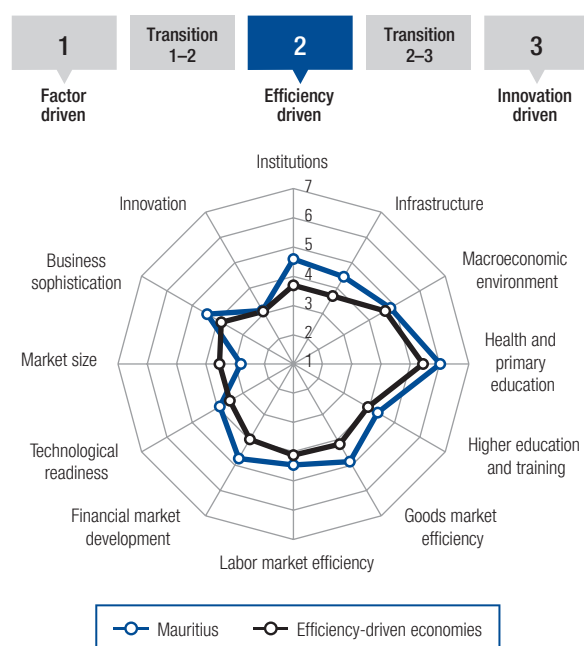 1
Transition
1–2
2
Transition
2–3
3
Factor
driven
Efficiency
driven
Innovation
driven
Institutions
Infrastructure
Macroeconomic
environment
Health and
primary
education
Higher education
and training
Goods market
efficiency
Labor market efficiency
Financial market
development
Technological
readiness
Market size
Business
sophistication
Innovation
7
6
5
4
3
2
1
Mauritius
Efficiency-driven economies